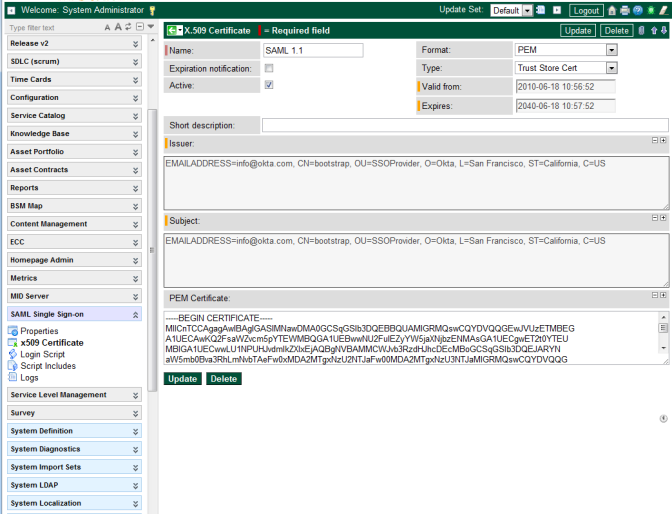 Welcome: System Administrator
Update Set: Default
Logout
Type filter text
A A
X.509 Certificate
= Required field
Update
Delete
Release v2
SDLC (scrum)
Time Cards
Configuration
Service Catalog
Knowledge Base
Asset Portfolio
Asset Contracts
Reports
BSM Map
Content Management
ECC
Homepage Admin
Metrics
MID Server
SAML Single Sign-on
Properties
x509 Certificate
Login Script
Script Includes
Logs
Service Level Management
Survey
System Definition
System Diagnostics
System Import Sets
System LDAP
System Localization
Name: SAML 1.1
Format: PEM
Expiration notification:
Type: Trust Store Cert
Active:
Valid from: 2010-06-18 10:56:52
Expires: 2040-06-18 10:57:52
Short description:
Issuer:
EMAILADDRESS=info@okta.com, CN=bootstrap, OU=SSOProvider, O=Okta, L=San Francisco, ST=California, C=US
Subject:
EMAILADDRESS=info@okta.com, CN=bootstrap, OU=SSOProvider, O=Okta, L=San Francisco, ST=California, C=US
PEM Certificate:
-----BEGIN CERTIFICATE-----
Update
Delete